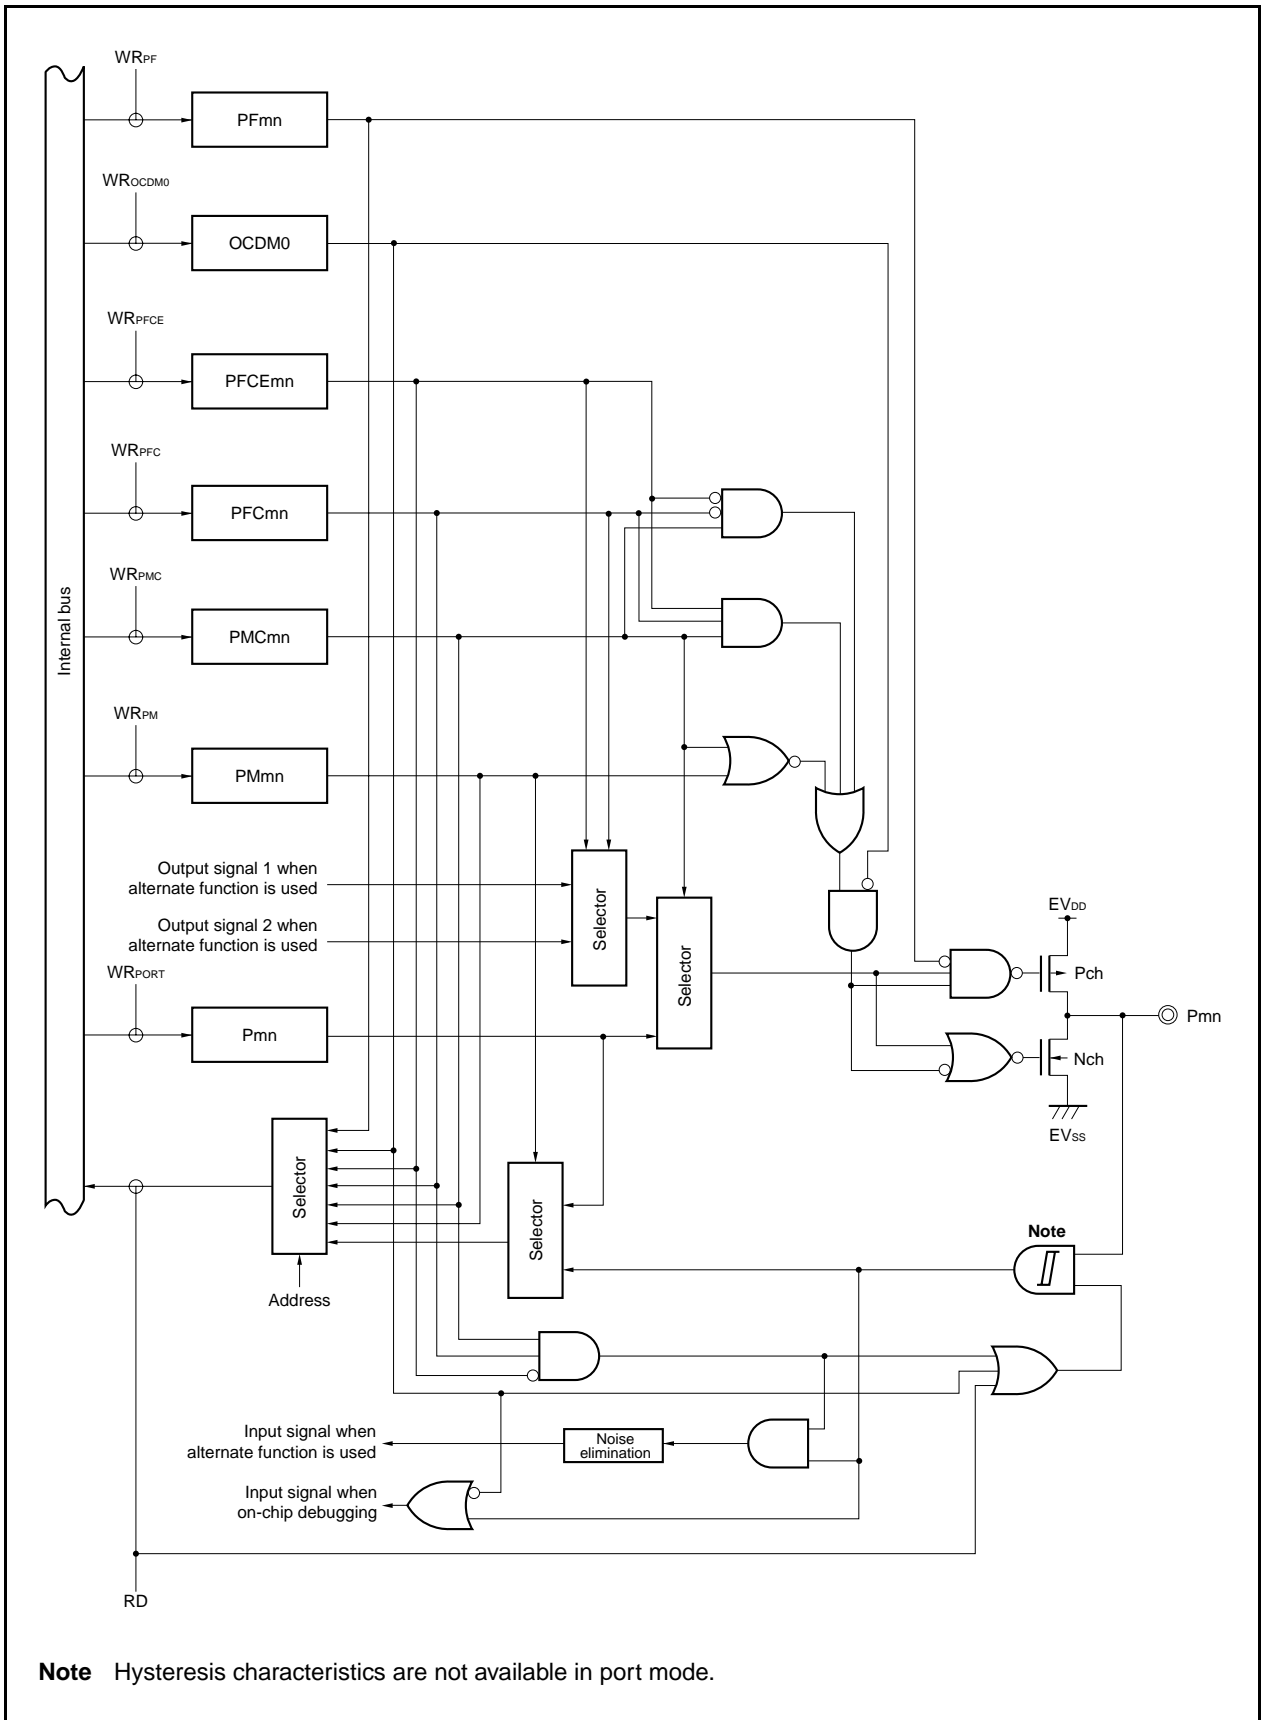 WRPF
PFmn
WROCDM0
OCDM0
WRPFCE
PFCEmn
WRPFC
PFCmn
WRPMC
PMCmn
Internal bus
WRPM
PMmn
Output signal 1 when
alternate function is used
Output signal 2 when
alternate function is used
Selector
Selector
WRPORT
Pmn
EVDD
Pch
Pmn
Nch
EVSS
Selector
Address
Selector
Note
Input signal when
alternate function is used
Noise
elimination
Input signal when
on-chip debugging
RD
Note Hysteresis characteristics are not available in port mode.